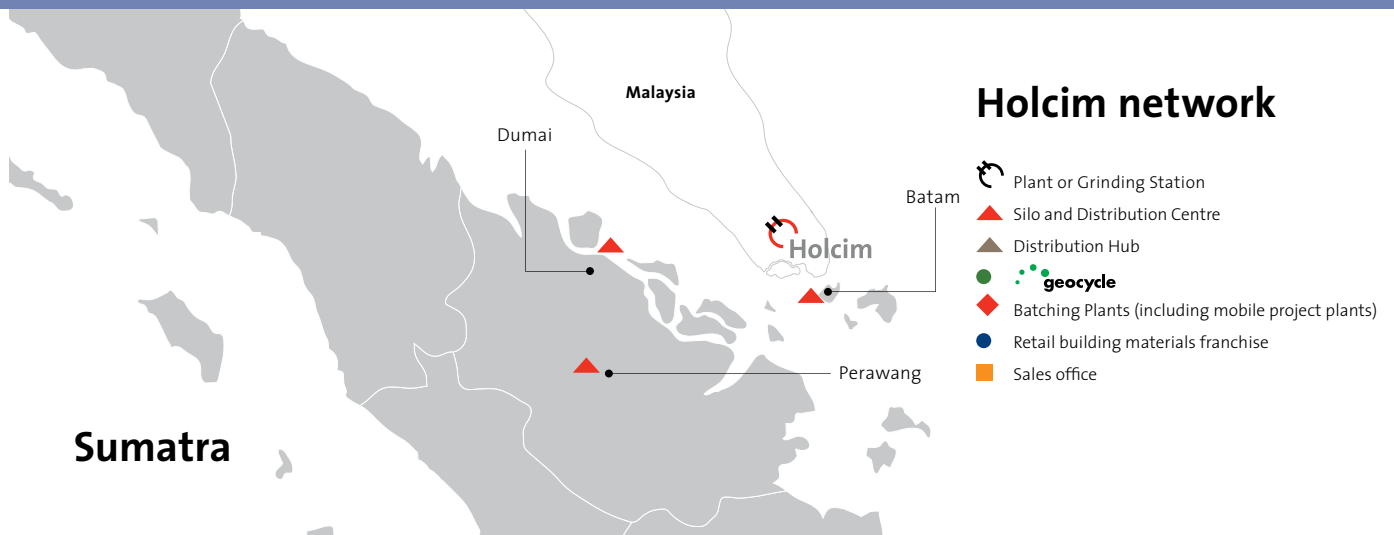 Malaysia
Dumai
Batam
Holcim
Perawang
Sumatra
Holcim network
Plant or Grinding Station
Silo and Distribution Centre
Distribution Hub
geocycle
Batching Plants (including mobile project plants)
Retail building materials franchise
Sales office